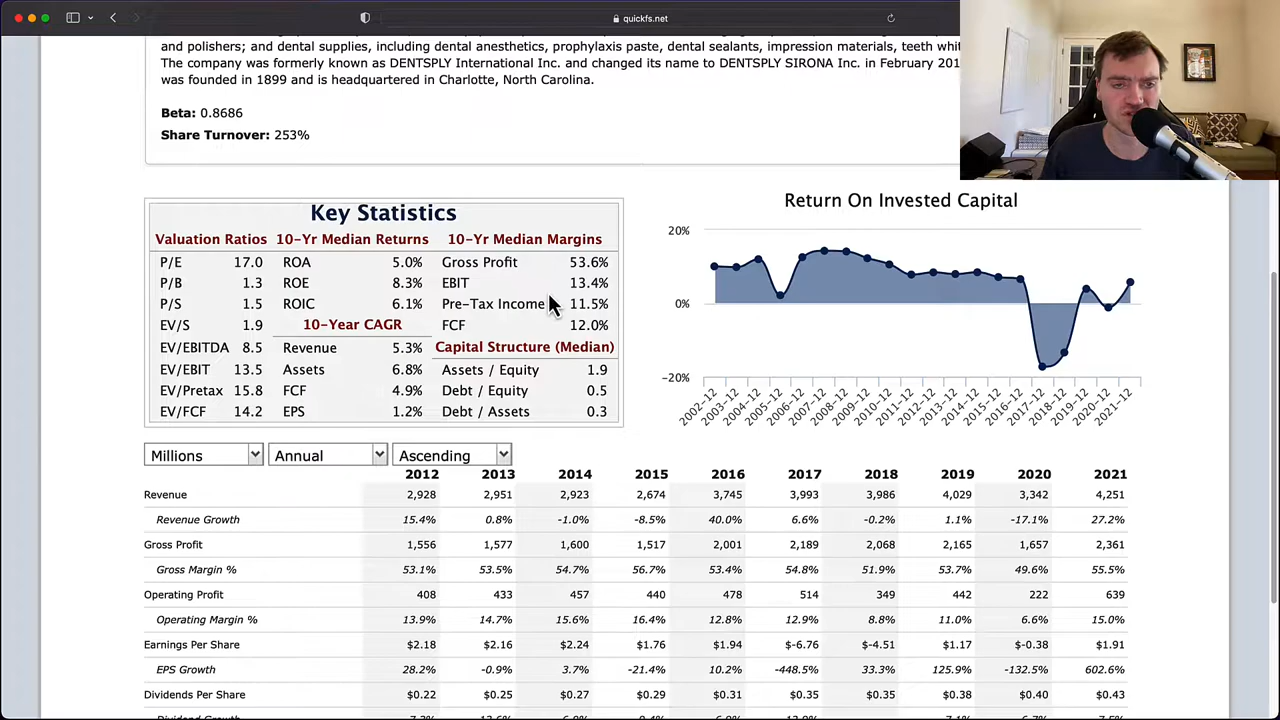 quickfs.net
and polishers; and dental supplies, including dental anesthetics, prophylaxis paste, dental sealants, impression materials, teeth whit
The company was formerly known as DENTSPLY International Inc. and changed its name to DENTSPLY SIRONA Inc. in February 201
was founded in 1899 and is headquartered in Charlotte, North Carolina.
Beta: 0.8686
Share Turnover: 253%
Key Statistics
Valuation Ratios 10-Yr Median Returns 10-Yr Median Margins
P/E 17.0 ROA 5.0% Gross Profit 53.6%
P/B 1.3 ROE 8.3% EBIT 13.4%
P/S 1.5 ROIC 6.1% Pre-Tax Income 11.5%
EV/S 1.9 10-Year CAGR FCF 12.0%
EV/EBITDA 8.5 Revenue 5.3% Capital Structure (Median)
EV/EBIT 13.5 Assets 6.8% Assets / Equity 1.9
EV/Pretax 15.8 FCF 4.9% Debt / Equity 0.5
EV/FCF 14.2 EPS 1.2% Debt / Assets 0.3
Return On Invested Capital
20%
0%
−20%
2002-12 2003-12 2004-12 2005-12 2006-12 2007-12 2008-12 2009-12 2010-12 2011-12 2012-12 2013-12 2014-12 2015-12 2016-12 2017-12 2018-12 2019-12 2020-12 2021-12
Millions Annual Ascending
2012 2013 2014 2015 2016 2017 2018 2019 2020 2021
Revenue 2,928 2,951 2,923 2,674 3,745 3,993 3,986 4,029 3,342 4,251
Revenue Growth 15.4% 0.8% -1.0% -8.5% 40.0% 6.6% -0.2% 1.1% -17.1% 27.2%
Gross Profit 1,556 1,577 1,600 1,517 2,001 2,189 2,068 2,165 1,657 2,361
Gross Margin % 53.1% 53.5% 54.7% 56.7% 53.4% 54.8% 51.9% 53.7% 49.6% 55.5%
Operating Profit 408 433 457 440 478 514 349 442 222 639
Operating Margin % 13.9% 14.7% 15.6% 16.4% 12.8% 12.9% 8.8% 11.0% 6.6% 15.0%
Earnings Per Share $2.18 $2.16 $2.24 $1.76 $1.94 $-6.76 $-4.51 $1.17 $-0.38 $1.91
EPS Growth 28.2% -0.9% 3.7% -21.4% 10.2% -448.5% 33.3% 125.9% -132.5% 602.6%
Dividends Per Share $0.22 $0.25 $0.27 $0.29 $0.31 $0.35 $0.35 $0.38 $0.40 $0.43